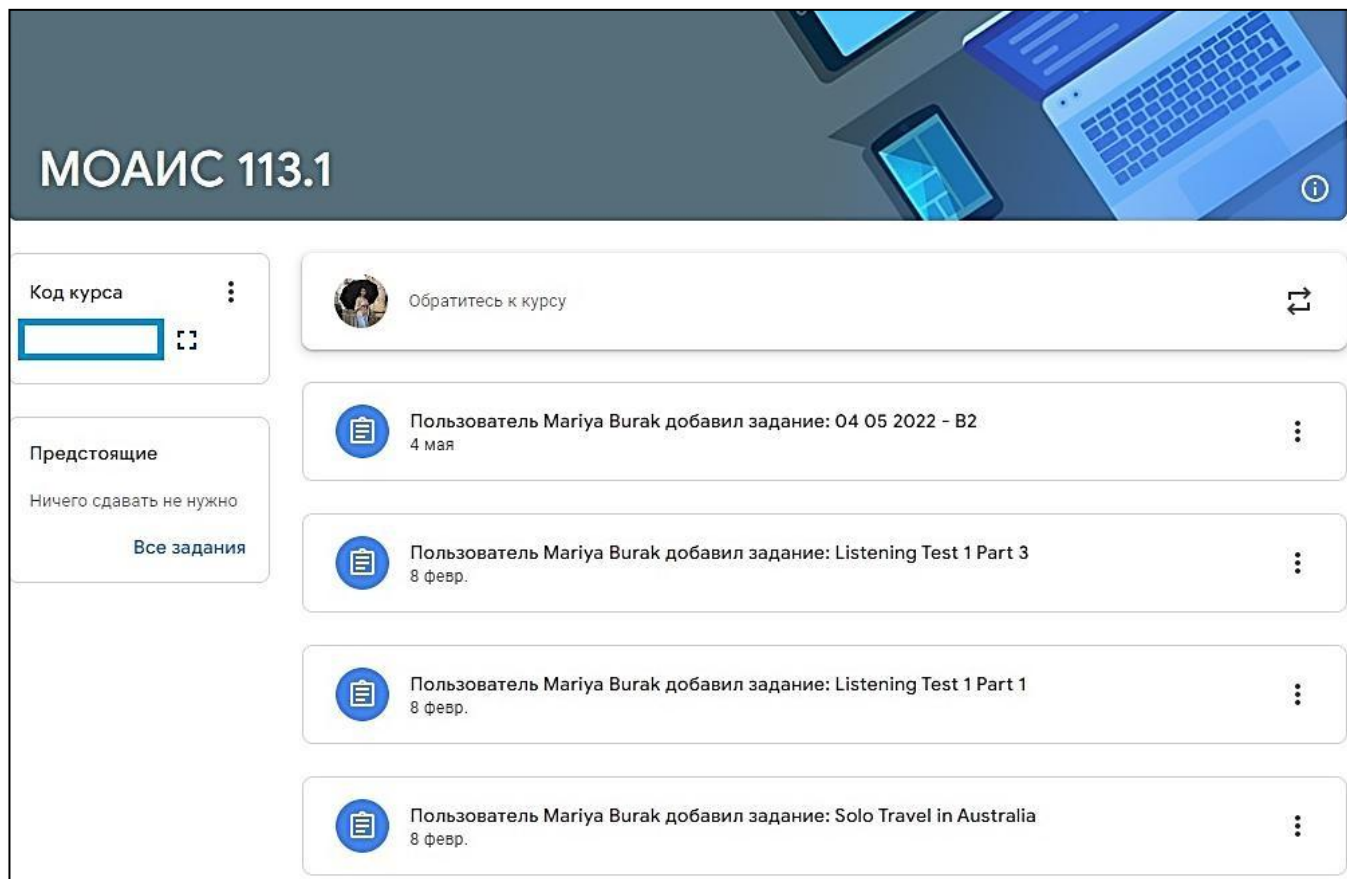 МОАИС 113.1
Код курса
Предстоящие
Ничего сдавать не нужно
Все задания
Обратитесь к курсу
Пользователь Mariya Burak добавил задание: 04 05 2022 - B2
4 мая
Пользователь Mariya Burak добавил задание: Listening Test 1 Part 3
8 февр.
Пользователь Mariya Burak добавил задание: Listening Test 1 Part 1
8 февр.
Пользователь Mariya Burak добавил задание: Solo Travel in Australia
8 февр.